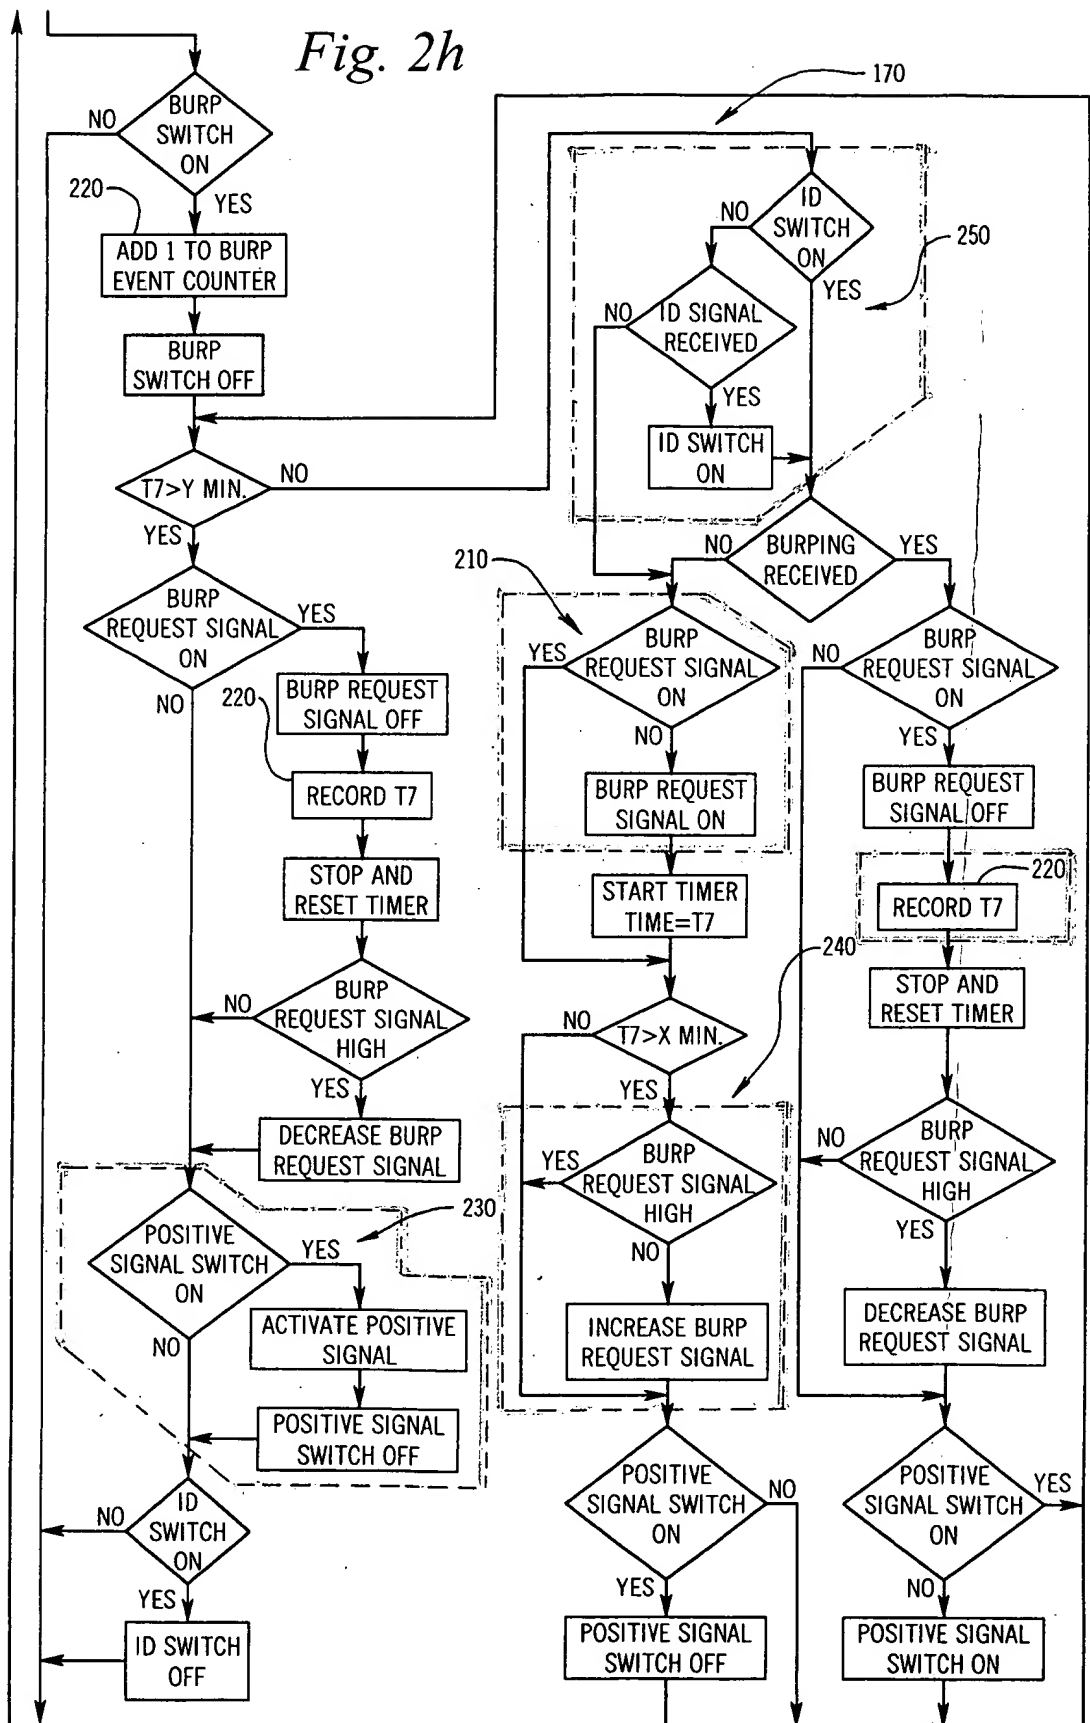 Fig. 2h
BURP
SWITCH
ON
NO
YES
220
ADD 1 TO BURP
EVENT COUNTER
BURP
SWITCH OFF
T7>Y MIN.
NO
YES
BURP
REQUEST SIGNAL
ON
YES
NO
BURP REQUEST
SIGNAL OFF
220
RECORD T7
STOP AND
RESET TIMER
BURP
REQUEST SIGNAL
HIGH
NO
YES
DECREASE BURP
REQUEST SIGNAL
230
POSITIVE
SIGNAL SWITCH
ON
YES
NO
ACTIVATE POSITIVE
SIGNAL
POSITIVE SIGNAL
SWITCH OFF
ID
SWITCH
ON
NO
YES
ID SWITCH
OFF
170
250
ID
SWITCH
ON
NO
YES
ID SIGNAL
RECEIVED
NO
YES
ID SWITCH
ON
BURPING
RECEIVED
NO
YES
210
BURP
REQUEST SIGNAL
ON
YES
NO
BURP REQUEST
SIGNAL ON
START TIMER
TIME=T7
240
T7>X MIN.
NO
YES
BURP
REQUEST SIGNAL
HIGH
YES
NO
INCREASE BURP
REQUEST SIGNAL
POSITIVE
SIGNAL SWITCH
ON
NO
YES
POSITIVE SIGNAL
SWITCH OFF
BURP
REQUEST SIGNAL
ON
NO
YES
BURP REQUEST
SIGNAL OFF
220
RECORD T7
STOP AND
RESET TIMER
BURP
REQUEST SIGNAL
HIGH
NO
YES
DECREASE BURP
REQUEST SIGNAL
POSITIVE
SIGNAL SWITCH
ON
YES
NO
POSITIVE SIGNAL
SWITCH ON